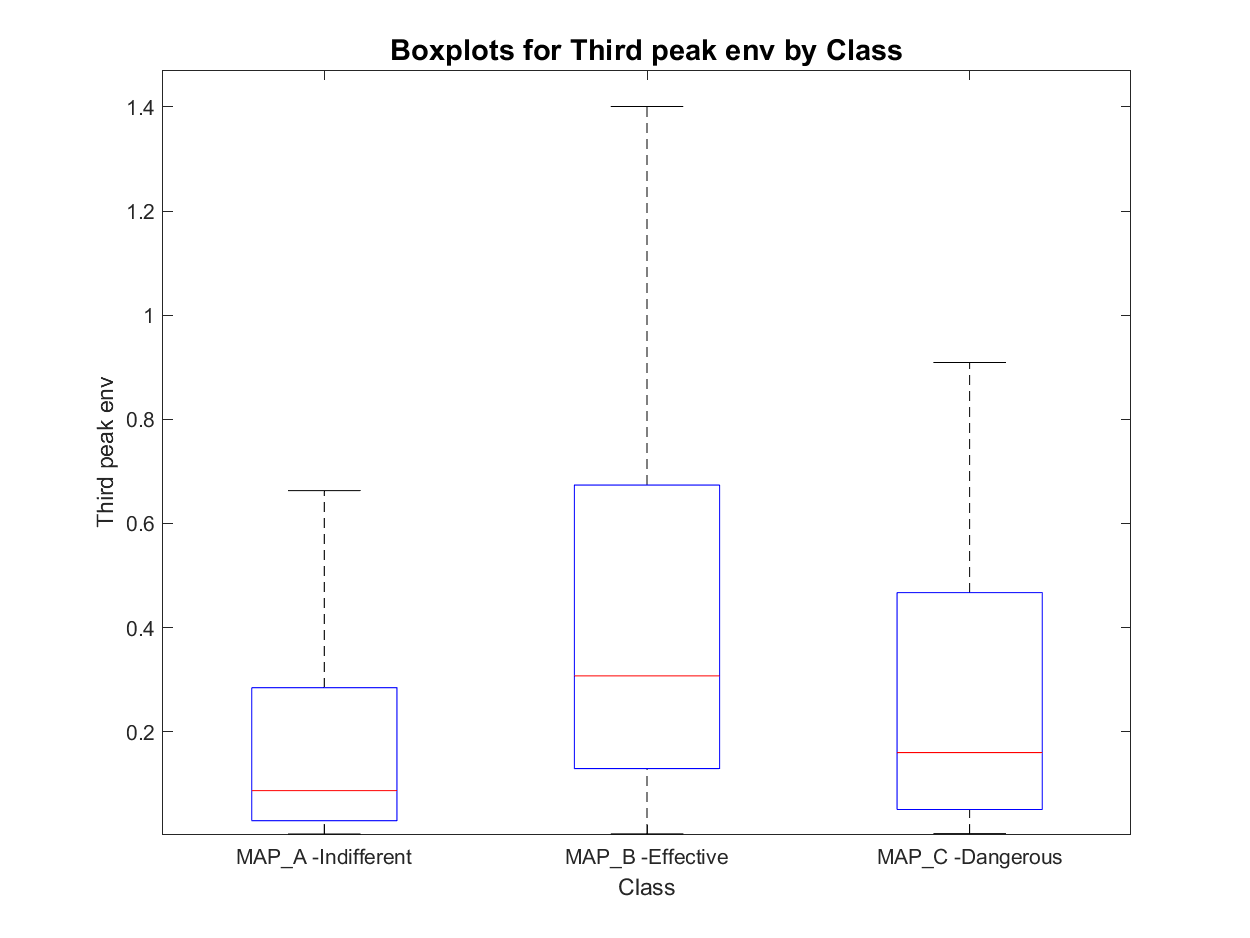 Boxplots for Third peak env by Class
1.4
1.2
1
0.8
0.6
0.4
0.2
Third peak env
MAP_A -Indifferent
MAP_B -Effective
MAP_C -Dangerous
Class